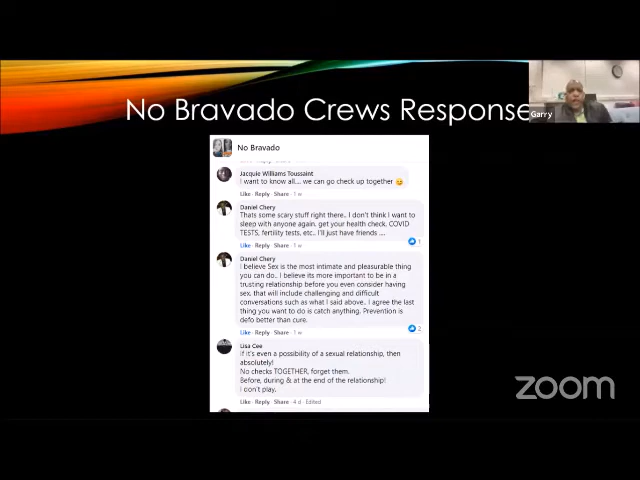 No Bravado Crews Response
Garry
No Bravado
Jacquie Williams Toussaint
I want to know all.... we can go check up together
Like · Reply · Share · 1 w
Daniel Chery
Thats some scary stuff right there.. I don't think I want to
sleep with anyone again. get your health check, COVID
TESTS, fertility tests, etc.. I'll just have friends ....
1
Like · Reply · Share · 1 w
Daniel Chery
I believe Sex is the most intimate and pleasurable thing
you can do.. I believe its more important to be in a
trusting relationship before you even consider having
sex, that will include challenging and difficult
conversations such as what I said above.. I agree the last
thing you want to do is catch anything. Prevention is
defo better than cure.
2
Like · Reply · Share · 1 w
Lisa Cee
if it's even a possibility of a sexual relationship, then
absolutely!
No checks TOGETHER, forget them.
Before, during & at the end of the relationship!
I don't play.
Like · Reply · Share · 4 d · Edited
zoom